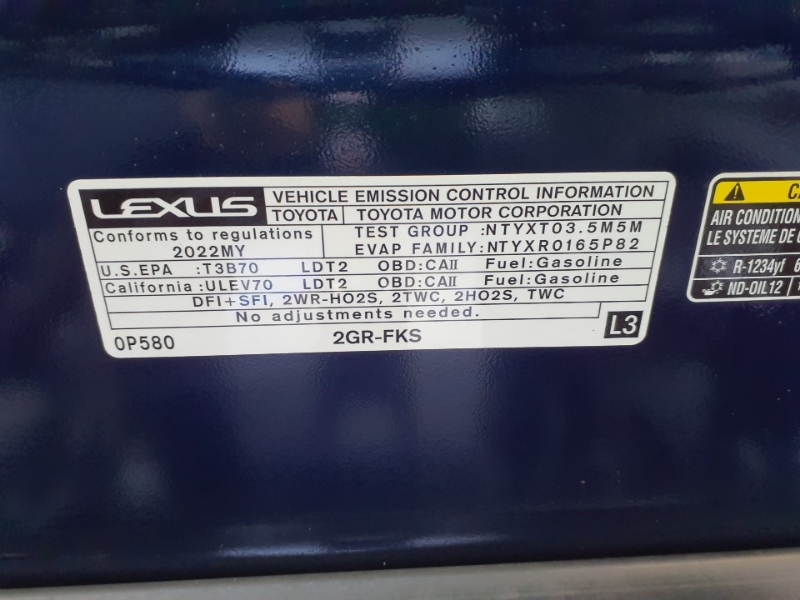 LEXUS VEHICLE EMISSION CONTROL INFORMATION
TOYOTA TOYOTA MOTOR CORPORATION
Conforms to regulations
2022MY
TEST GROUP :NTYXT03.5M5M
EVAP FAMILY:NTYXR0165P82
U.S.EPA :T3B70 LDT2 OBD:CAII Fuel:Gasoline
California :ULEV70 LDT2 OBD:CAII Fuel:Gasoline
DFI+SFI, 2WR-HO2S, 2TWC, 2HO2S, TWC
No adjustments needed.
0P580 2GR-FKS L3
AIR CONDITION
LE SYSTEME DE
R-1234yf
ND-OIL12